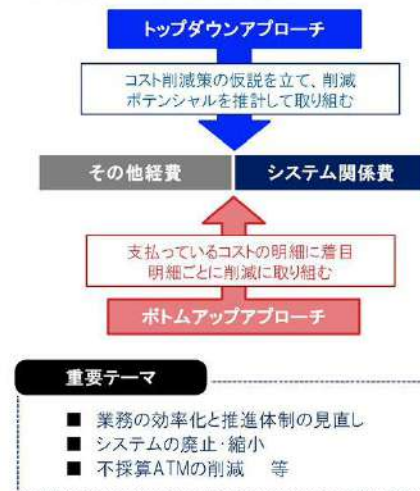 トップダウンアプローチ
コスト削減策の仮説を立て、削減
ポテンシャルを推計して取り組む
その他経費
システム関係費
支払っているコストの明細に着目
明細ごとに削減に取り組む
ボトムアップアプローチ
重要テーマ
■ 業務の効率化と推進体制の見直し
■ システムの廃止・縮小
■ 不採算ATMの削減 等